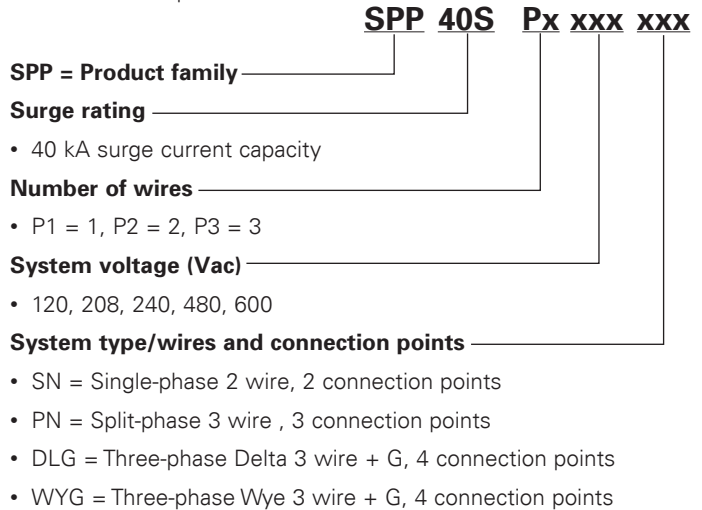 SPP 40S Px xxx xxx
SPP = Product family
Surge rating
• 40 kA surge current capacity
Number of wires
• P1 = 1, P2 = 2, P3 = 3
System voltage (Vac)
• 120, 208, 240, 480, 600
System type/wires and connection points
• SN = Single-phase 2 wire, 2 connection points
• PN = Split-phase 3 wire , 3 connection points
• DLG = Three-phase Delta 3 wire + G, 4 connection points
• WYG = Three-phase Wye 3 wire + G, 4 connection points